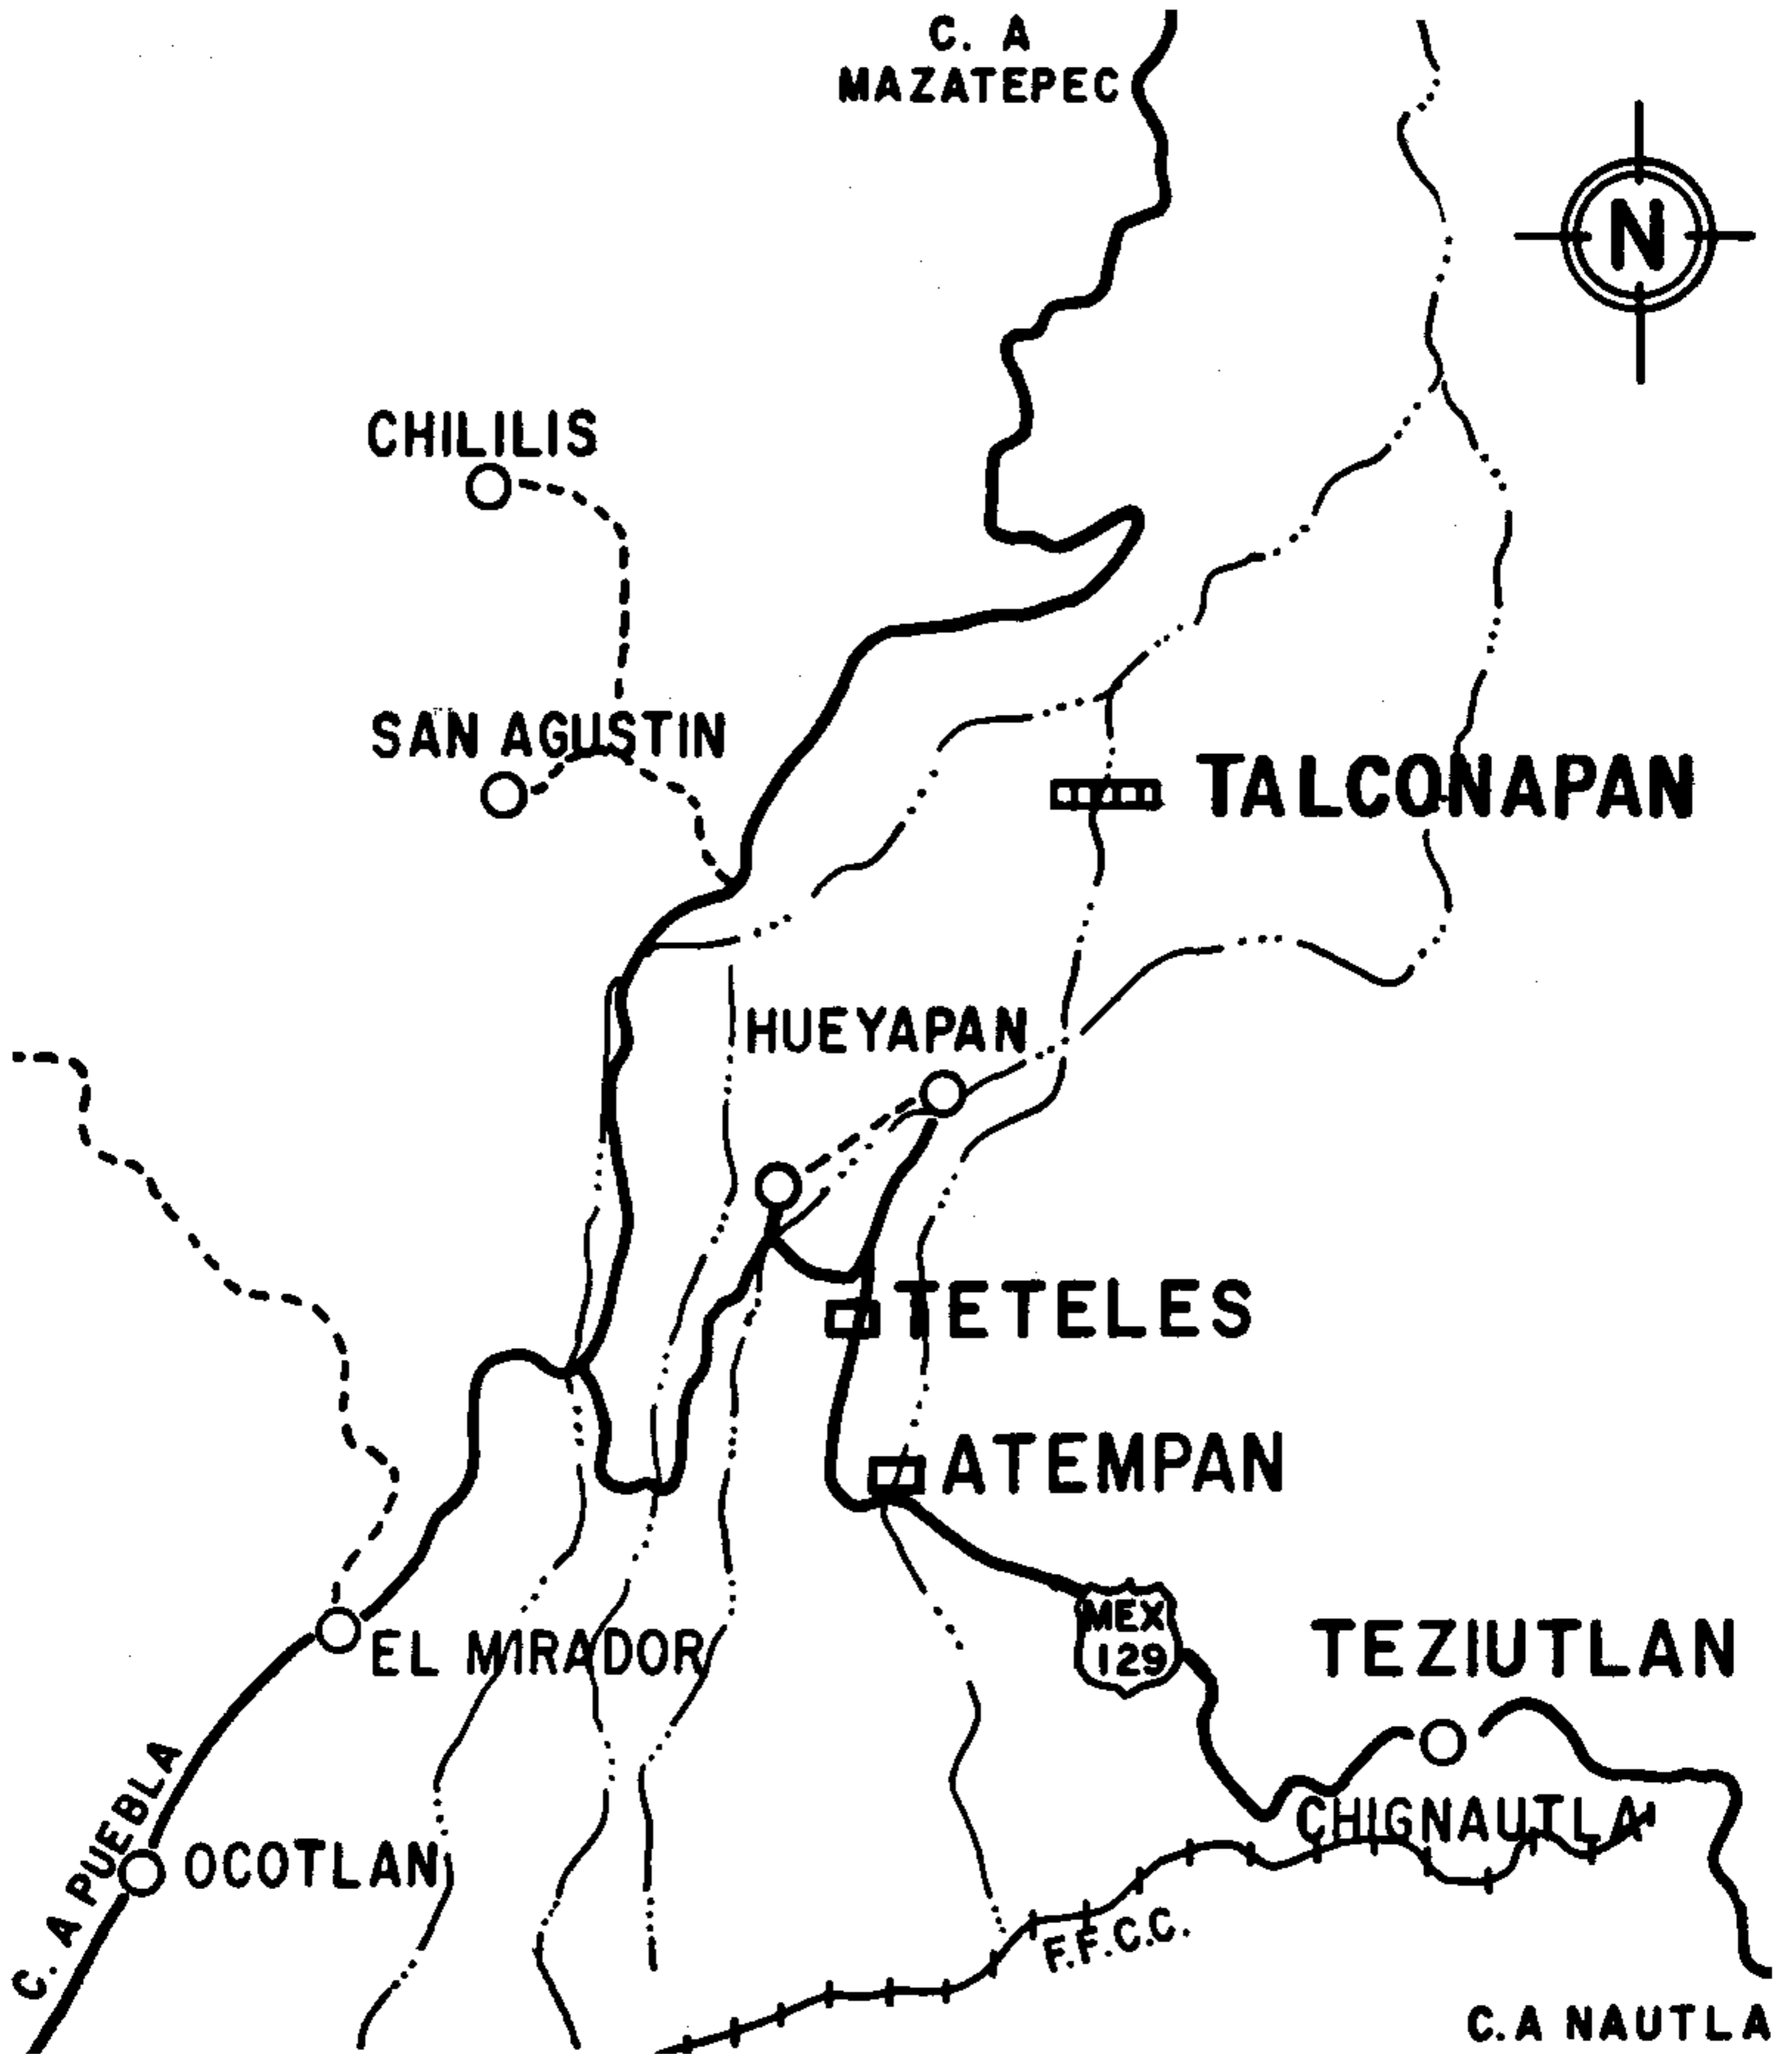 C. A
MAZATEPEC
N
CHILILIS
SAN AGUSTIN
TALCONAPAN
HUEYAPAN
TETELES
ATEMPAN
MEX
129
EL MIRADOR
TEZIUTLAN
C. A PUEBLA
CHIGNAUTLA
OCOTLAN
F.F.C.C.
C.A NAUTLA